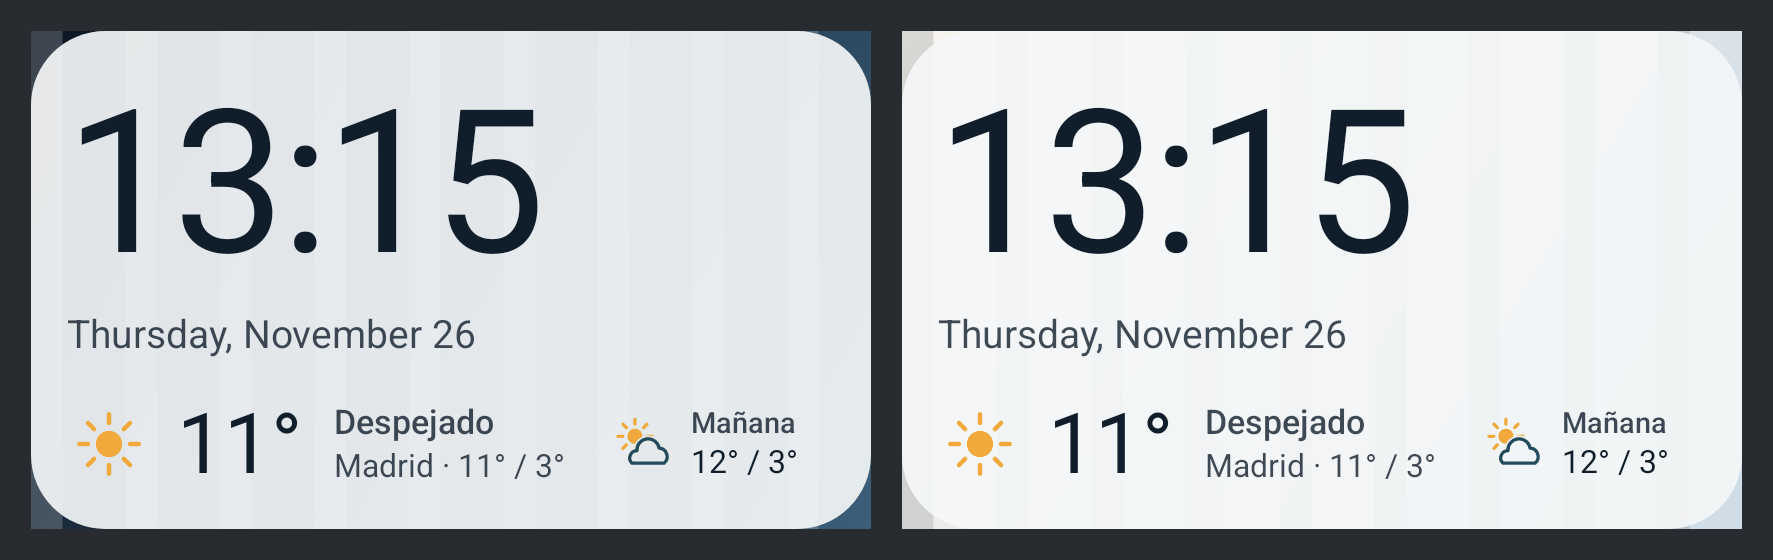 13:15
Thursday, November 26
11°
Despejado
Madrid · 11° / 3°
Mañana
12° / 3°
13:15
Thursday, November 26
11°
Despejado
Madrid · 11° / 3°
Mañana
12° / 3°